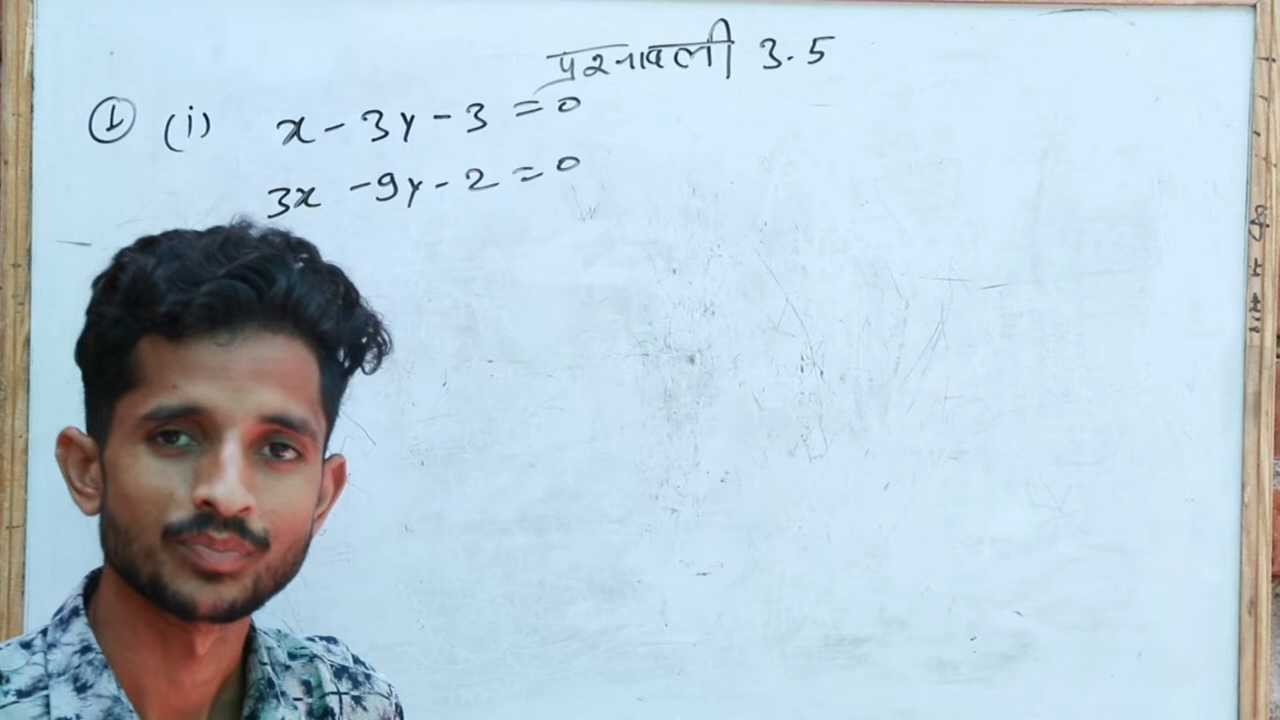 प्रश्नावली 3.5
① (i) x - 3y - 3 = 0
3x - 9y - 2 = 0